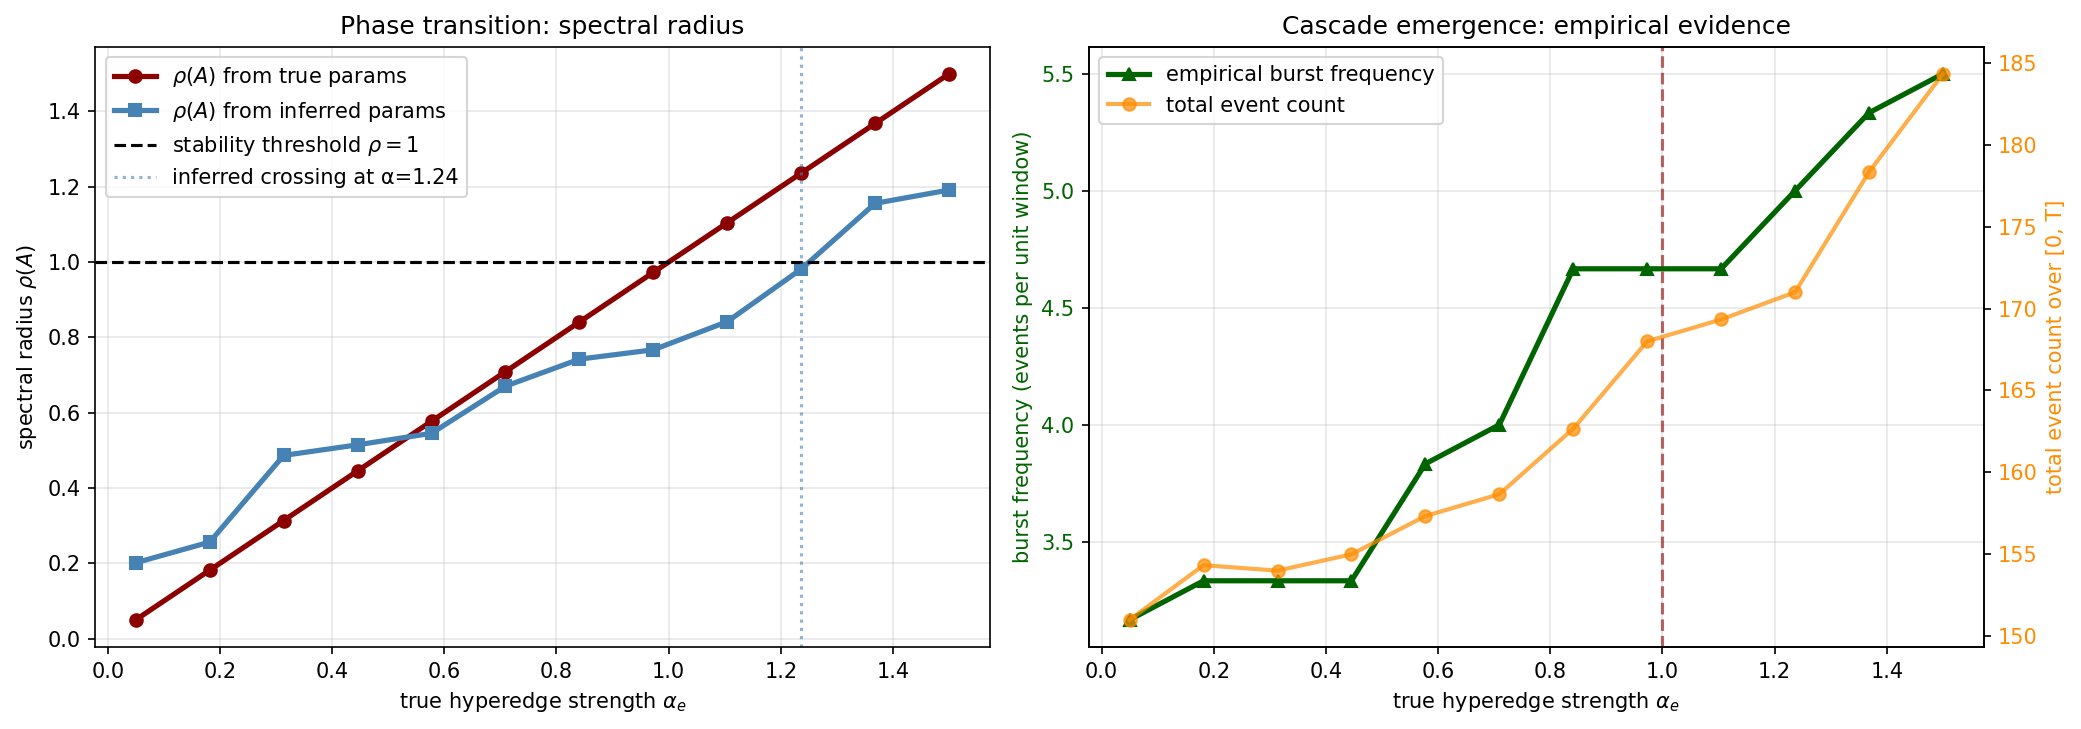 Phase transition: spectral radius
ρ(A) from true params
ρ(A) from inferred params
stability threshold ρ = 1
inferred crossing at α=1.24
spectral radius ρ(A)
1.4
1.2
1.0
0.8
0.6
0.4
0.2
0.0
0.0 0.2 0.4 0.6 0.8 1.0 1.2 1.4
true hyperedge strength αₑ
Cascade emergence: empirical evidence
empirical burst frequency
total event count
burst frequency (events per unit window)
5.5
5.0
4.5
4.0
3.5
0.0 0.2 0.4 0.6 0.8 1.0 1.2 1.4
true hyperedge strength αₑ
185
180
175
170
165
160
155
150
total event count over [0, T]